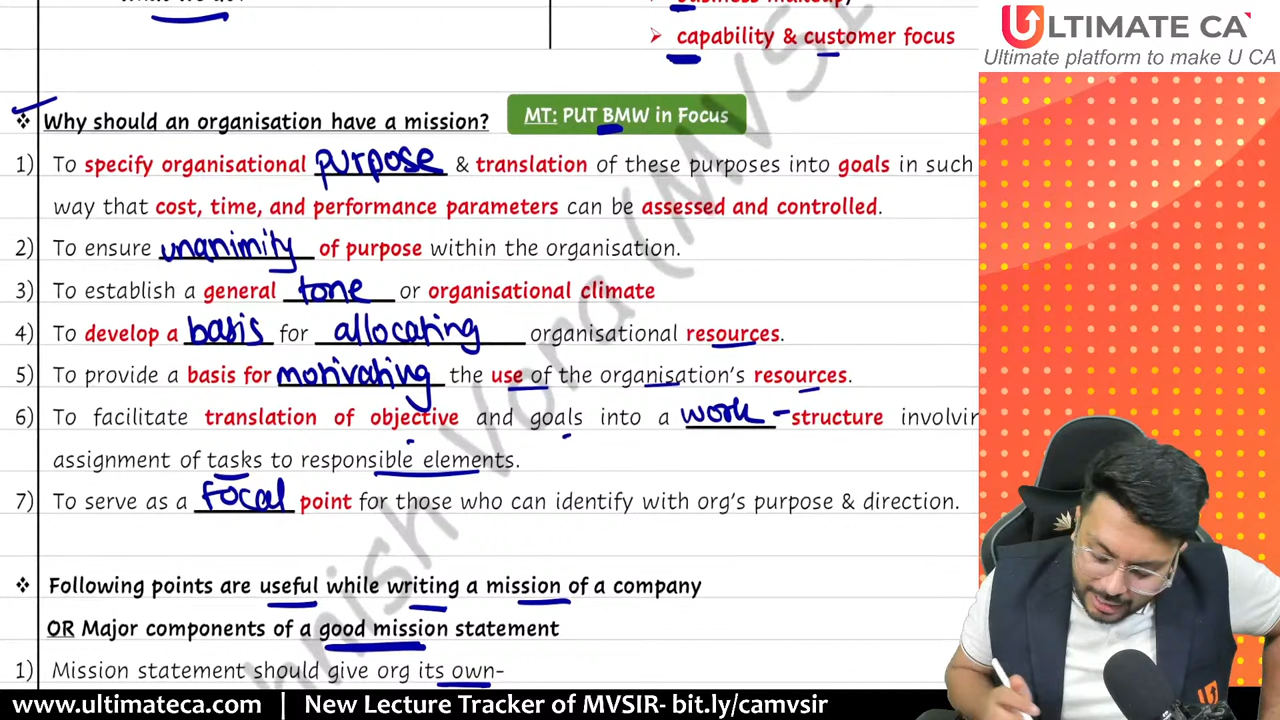 ULTIMATE CA
Ultimate platform to make U CA
capability & customer focus
Why should an organisation have a mission? MT: PUT BMW in Focus
1) To specify organisational purpose & translation of these purposes into goals in such
way that cost, time, and performance parameters can be assessed and controlled.
2) To ensure unanimity of purpose within the organisation.
3) To establish a general tone or organisational climate
4) To develop a basis for allocating organisational resources.
5) To provide a basis for motivating the use of the organisation's resources.
6) To facilitate translation of objective and goals into a work-structure involvin
assignment of tasks to responsible elements.
7) To serve as a focal point for those who can identify with org's purpose & direction.
Following points are useful while writing a mission of a company
OR Major components of a good mission statement
1) Mission statement should give org its own-
www.ultimateca.com | New Lecture Tracker of MVSIR- bit.ly/camvsir